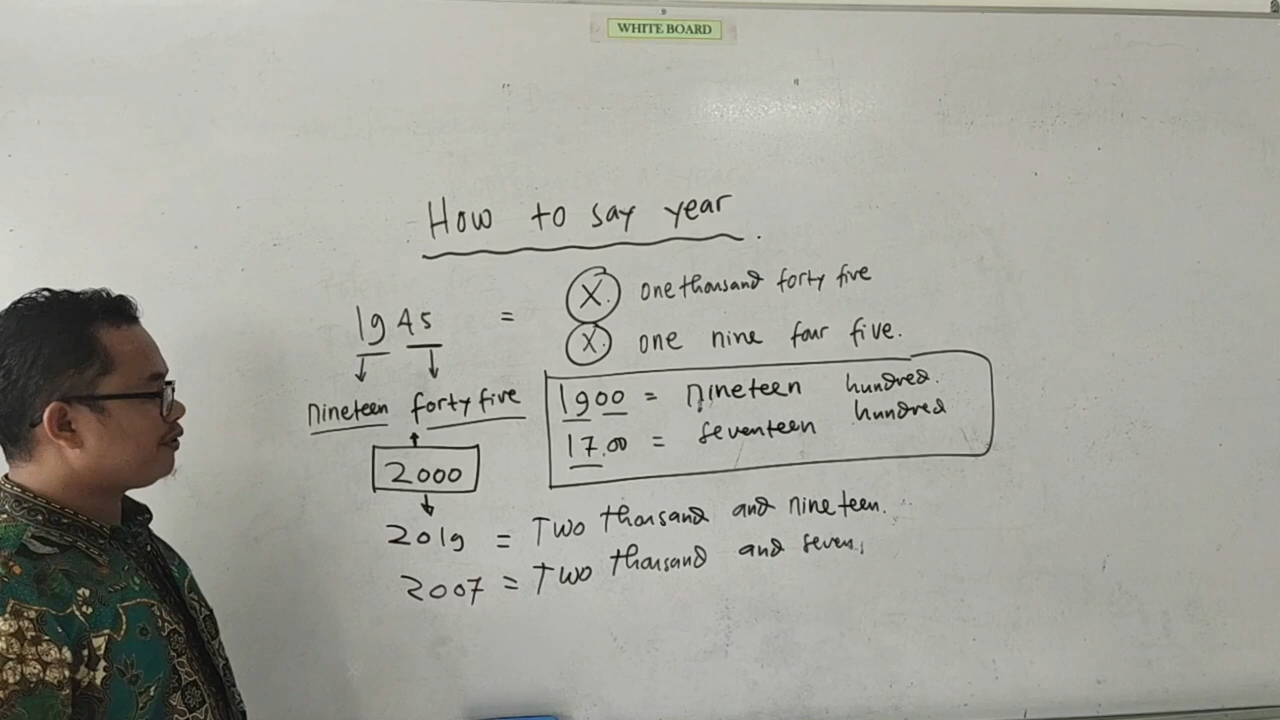 WHITE BOARD
How to say year.
1945 = X. one thousand forty five
X. one nine four five.
nineteen forty five
1900 = nineteen hundred.
17.00 = seventeen hundred
2000
2019 = Two thousand and nineteen.
2007 = Two thousand and seven,